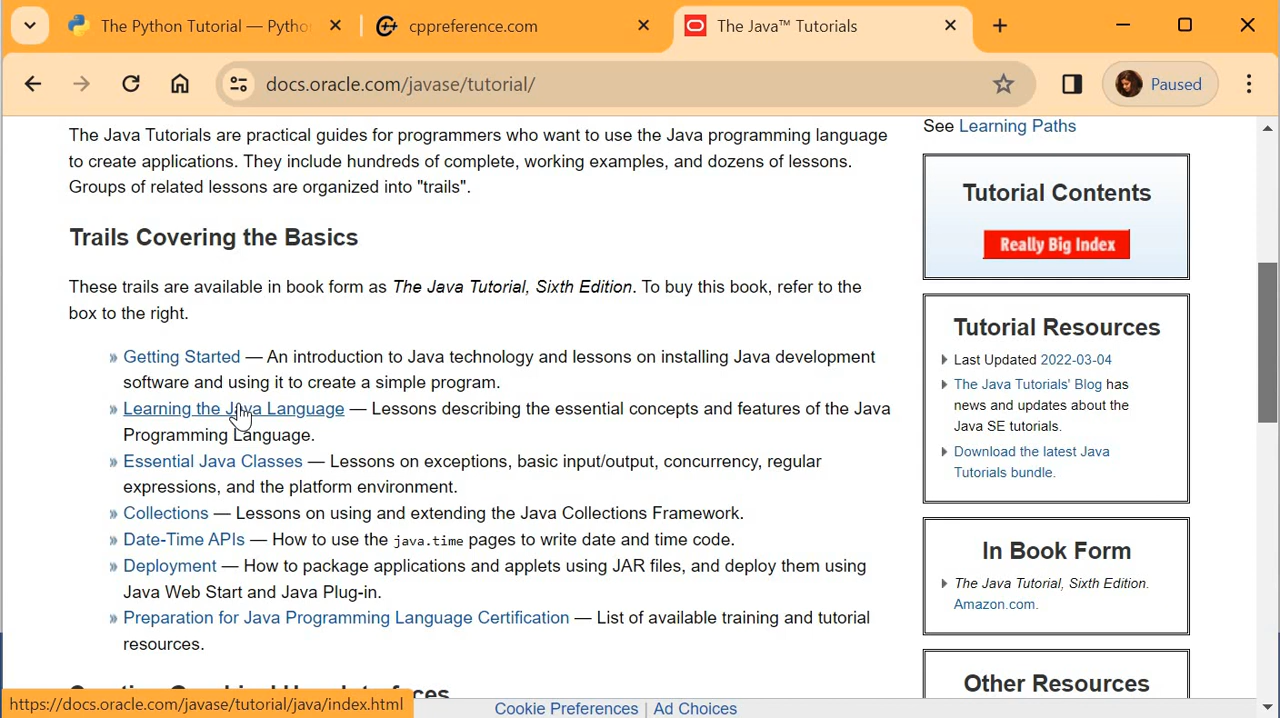 The Python Tutorial — Pytho
cppreference.com
The Java™ Tutorials
docs.oracle.com/javase/tutorial/
Paused
The Java Tutorials are practical guides for programmers who want to use the Java programming language
to create applications. They include hundreds of complete, working examples, and dozens of lessons.
Groups of related lessons are organized into "trails".
Trails Covering the Basics
These trails are available in book form as The Java Tutorial, Sixth Edition. To buy this book, refer to the
box to the right.
» Getting Started — An introduction to Java technology and lessons on installing Java development
software and using it to create a simple program.
» Learning the Java Language — Lessons describing the essential concepts and features of the Java
Programming Language.
» Essential Java Classes — Lessons on exceptions, basic input/output, concurrency, regular
expressions, and the platform environment.
» Collections — Lessons on using and extending the Java Collections Framework.
» Date-Time APIs — How to use the java.time pages to write date and time code.
» Deployment — How to package applications and applets using JAR files, and deploy them using
Java Web Start and Java Plug-in.
» Preparation for Java Programming Language Certification — List of available training and tutorial
resources.
See Learning Paths
Tutorial Contents
Really Big Index
Tutorial Resources
Last Updated 2022-03-04
The Java Tutorials' Blog has
news and updates about the
Java SE tutorials.
Download the latest Java
Tutorials bundle.
In Book Form
The Java Tutorial, Sixth Edition.
Amazon.com.
Other Resources
https://docs.oracle.com/javase/tutorial/java/index.html
Cookie Preferences | Ad Choices